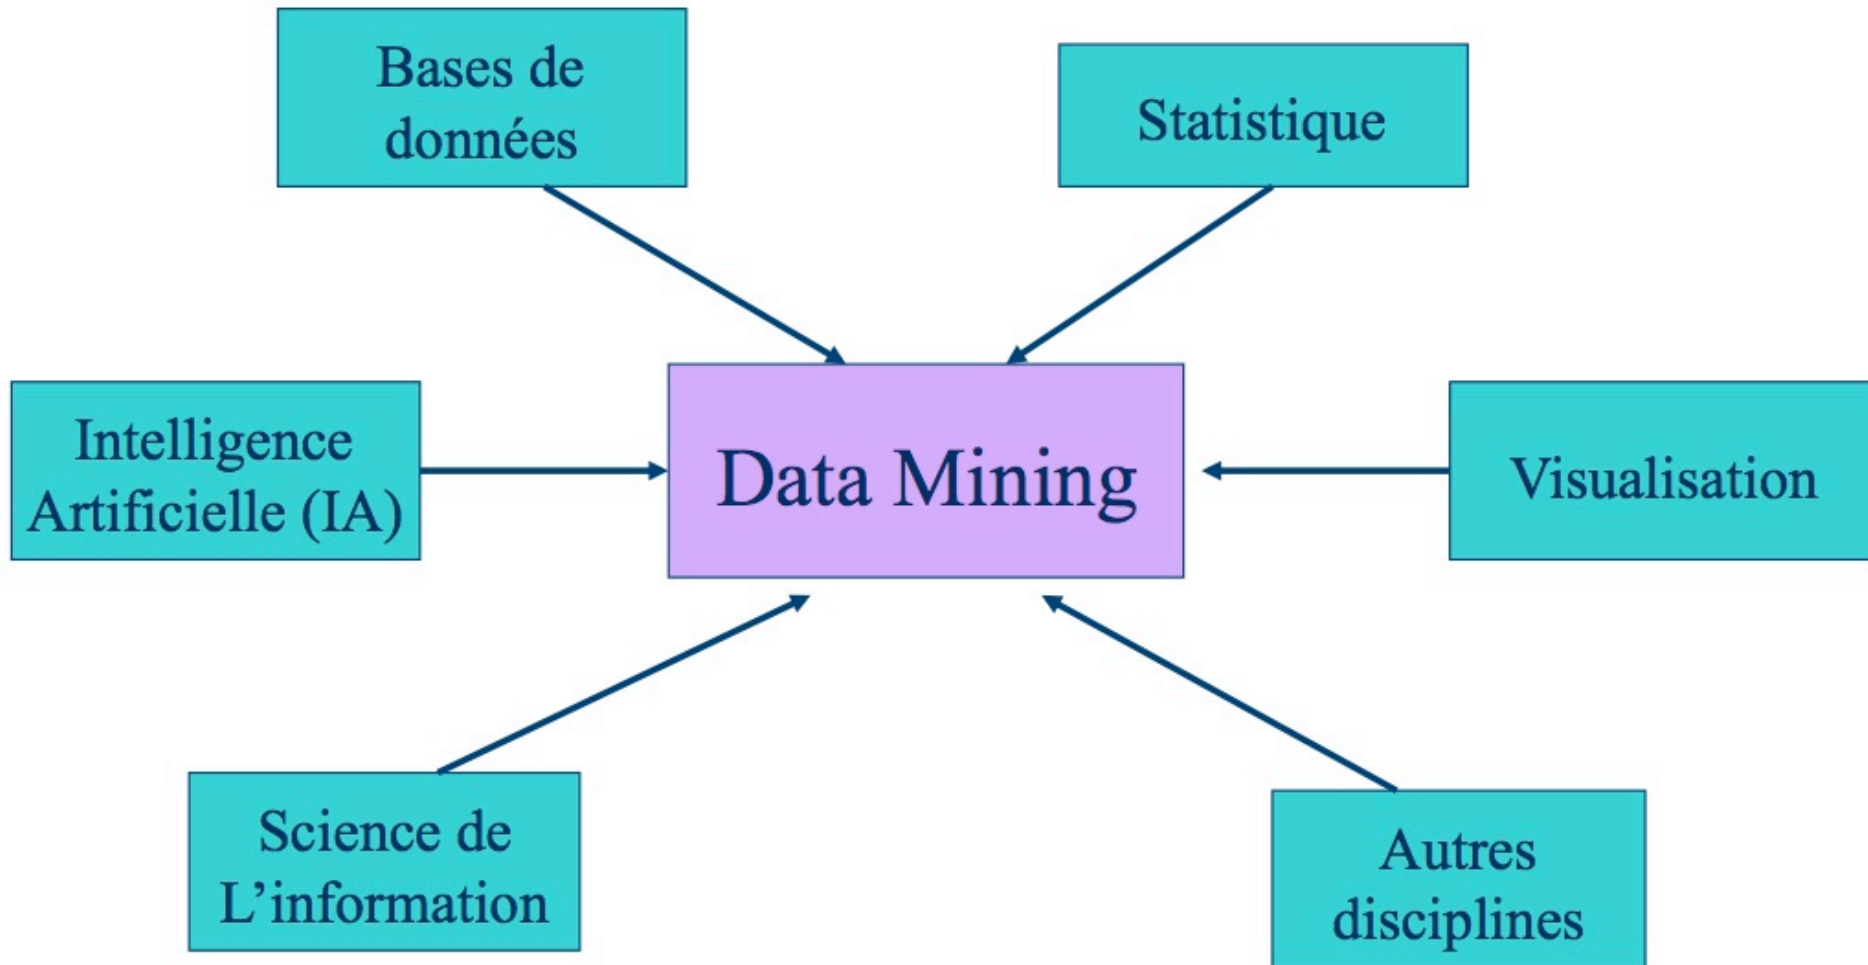 Bases de
données
Statistique
Intelligence
Artificielle (IA)
Data Mining
Visualisation
Science de
L’information
Autres
disciplines